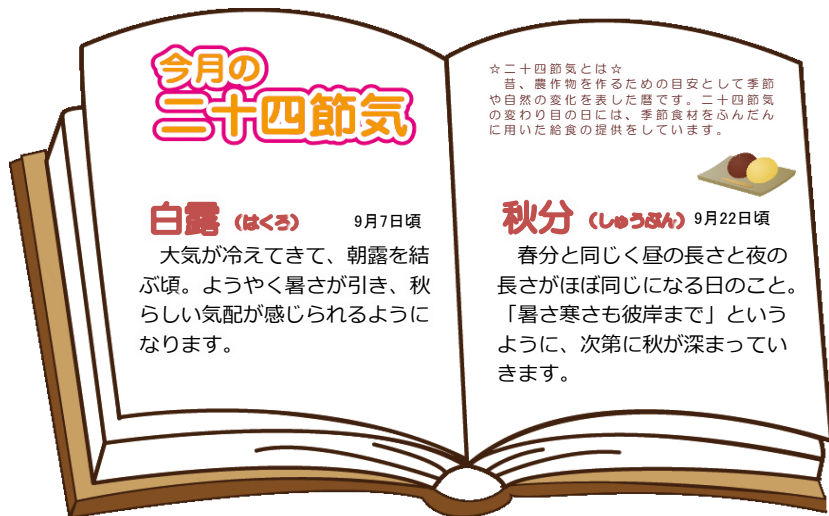 今月の
二十四節気
白露 (はくろ) 9月7日頃
大気が冷えてきて、朝露を結
ぶ頃。ようやく暑さが引き、秋
らしい気配が感じられるように
なります。
☆二十四節気とは☆
昔、農作物を作るための目安として季節
や自然の変化を表した暦です。二十四節気
の変わり目の日には、季節食材をふんだん
に用いた給食の提供をしています。
秋分 (しゅうぶん) 9月22日頃
春分と同じく昼の長さと夜の
長さがほぼ同じになる日のこと。
「暑さ寒さも彼岸まで」という
ように、次第に秋が深まってい
きます。